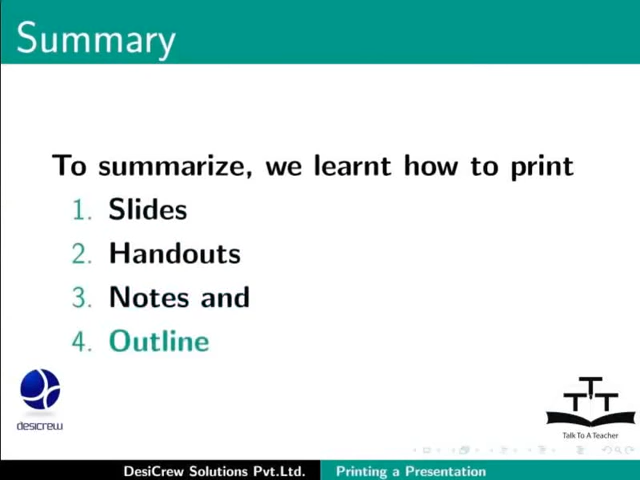 Summary
To summarize, we learnt how to print
1. Slides
2. Handouts
3. Notes and
4. Outline
desicrew
TTT
Talk To A Teacher
DesiCrew Solutions Pvt.Ltd. Printing a Presentation